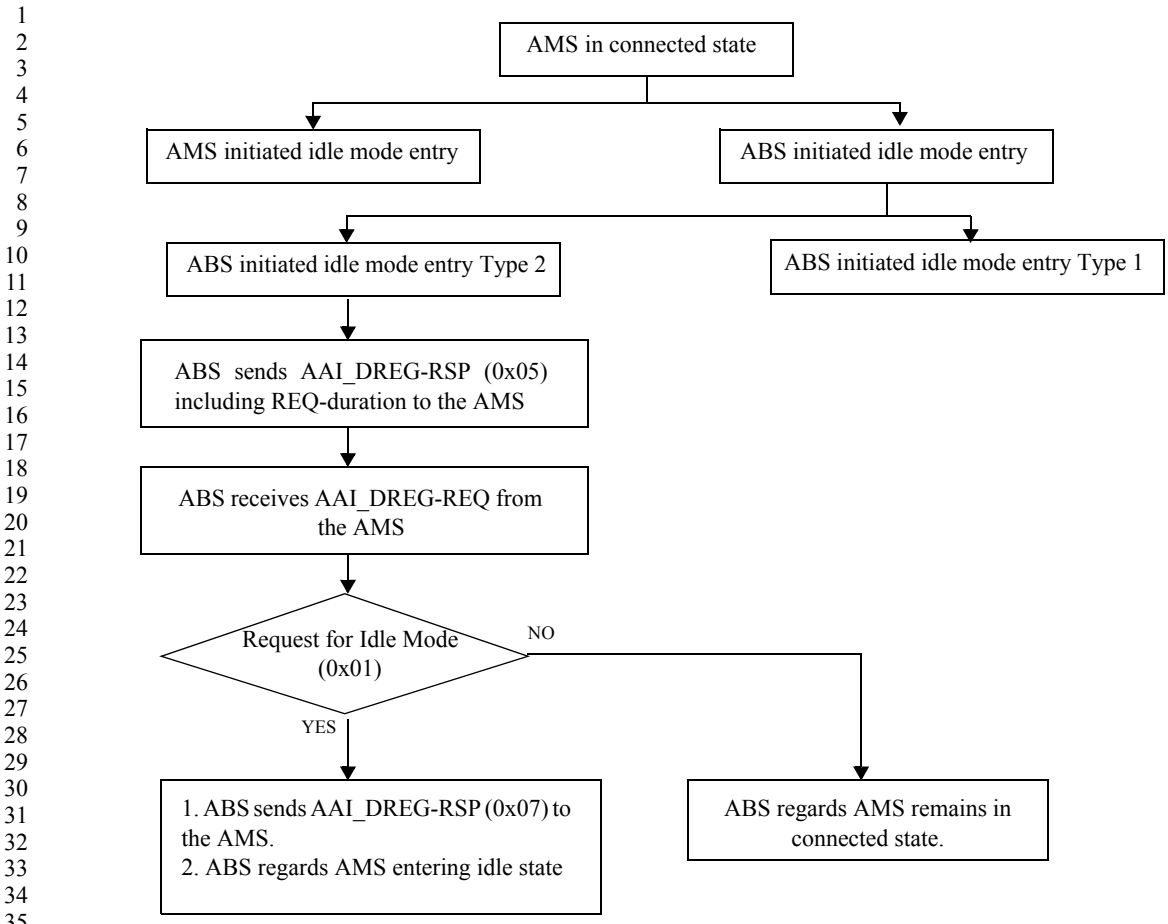 1
2
3
4
5
6
7
8
9
10
11
12
13
14
15
16
17
18
19
20
21
22
23
24
25
26
27
28
29
30
31
32
33
34
35
AMS in connected state
AMS initiated idle mode entry
ABS initiated idle mode entry
ABS initiated idle mode entry Type 2
ABS initiated idle mode entry Type 1
ABS sends AAI_DREG-RSP (0x05)
including REQ-duration to the AMS
ABS receives AAI_DREG-REQ from
the AMS
Request for Idle Mode
(0x01)
NO
YES
1. ABS sends AAI_DREG-RSP (0x07) to
the AMS.
2. ABS regards AMS entering idle state
ABS regards AMS remains in
connected state.